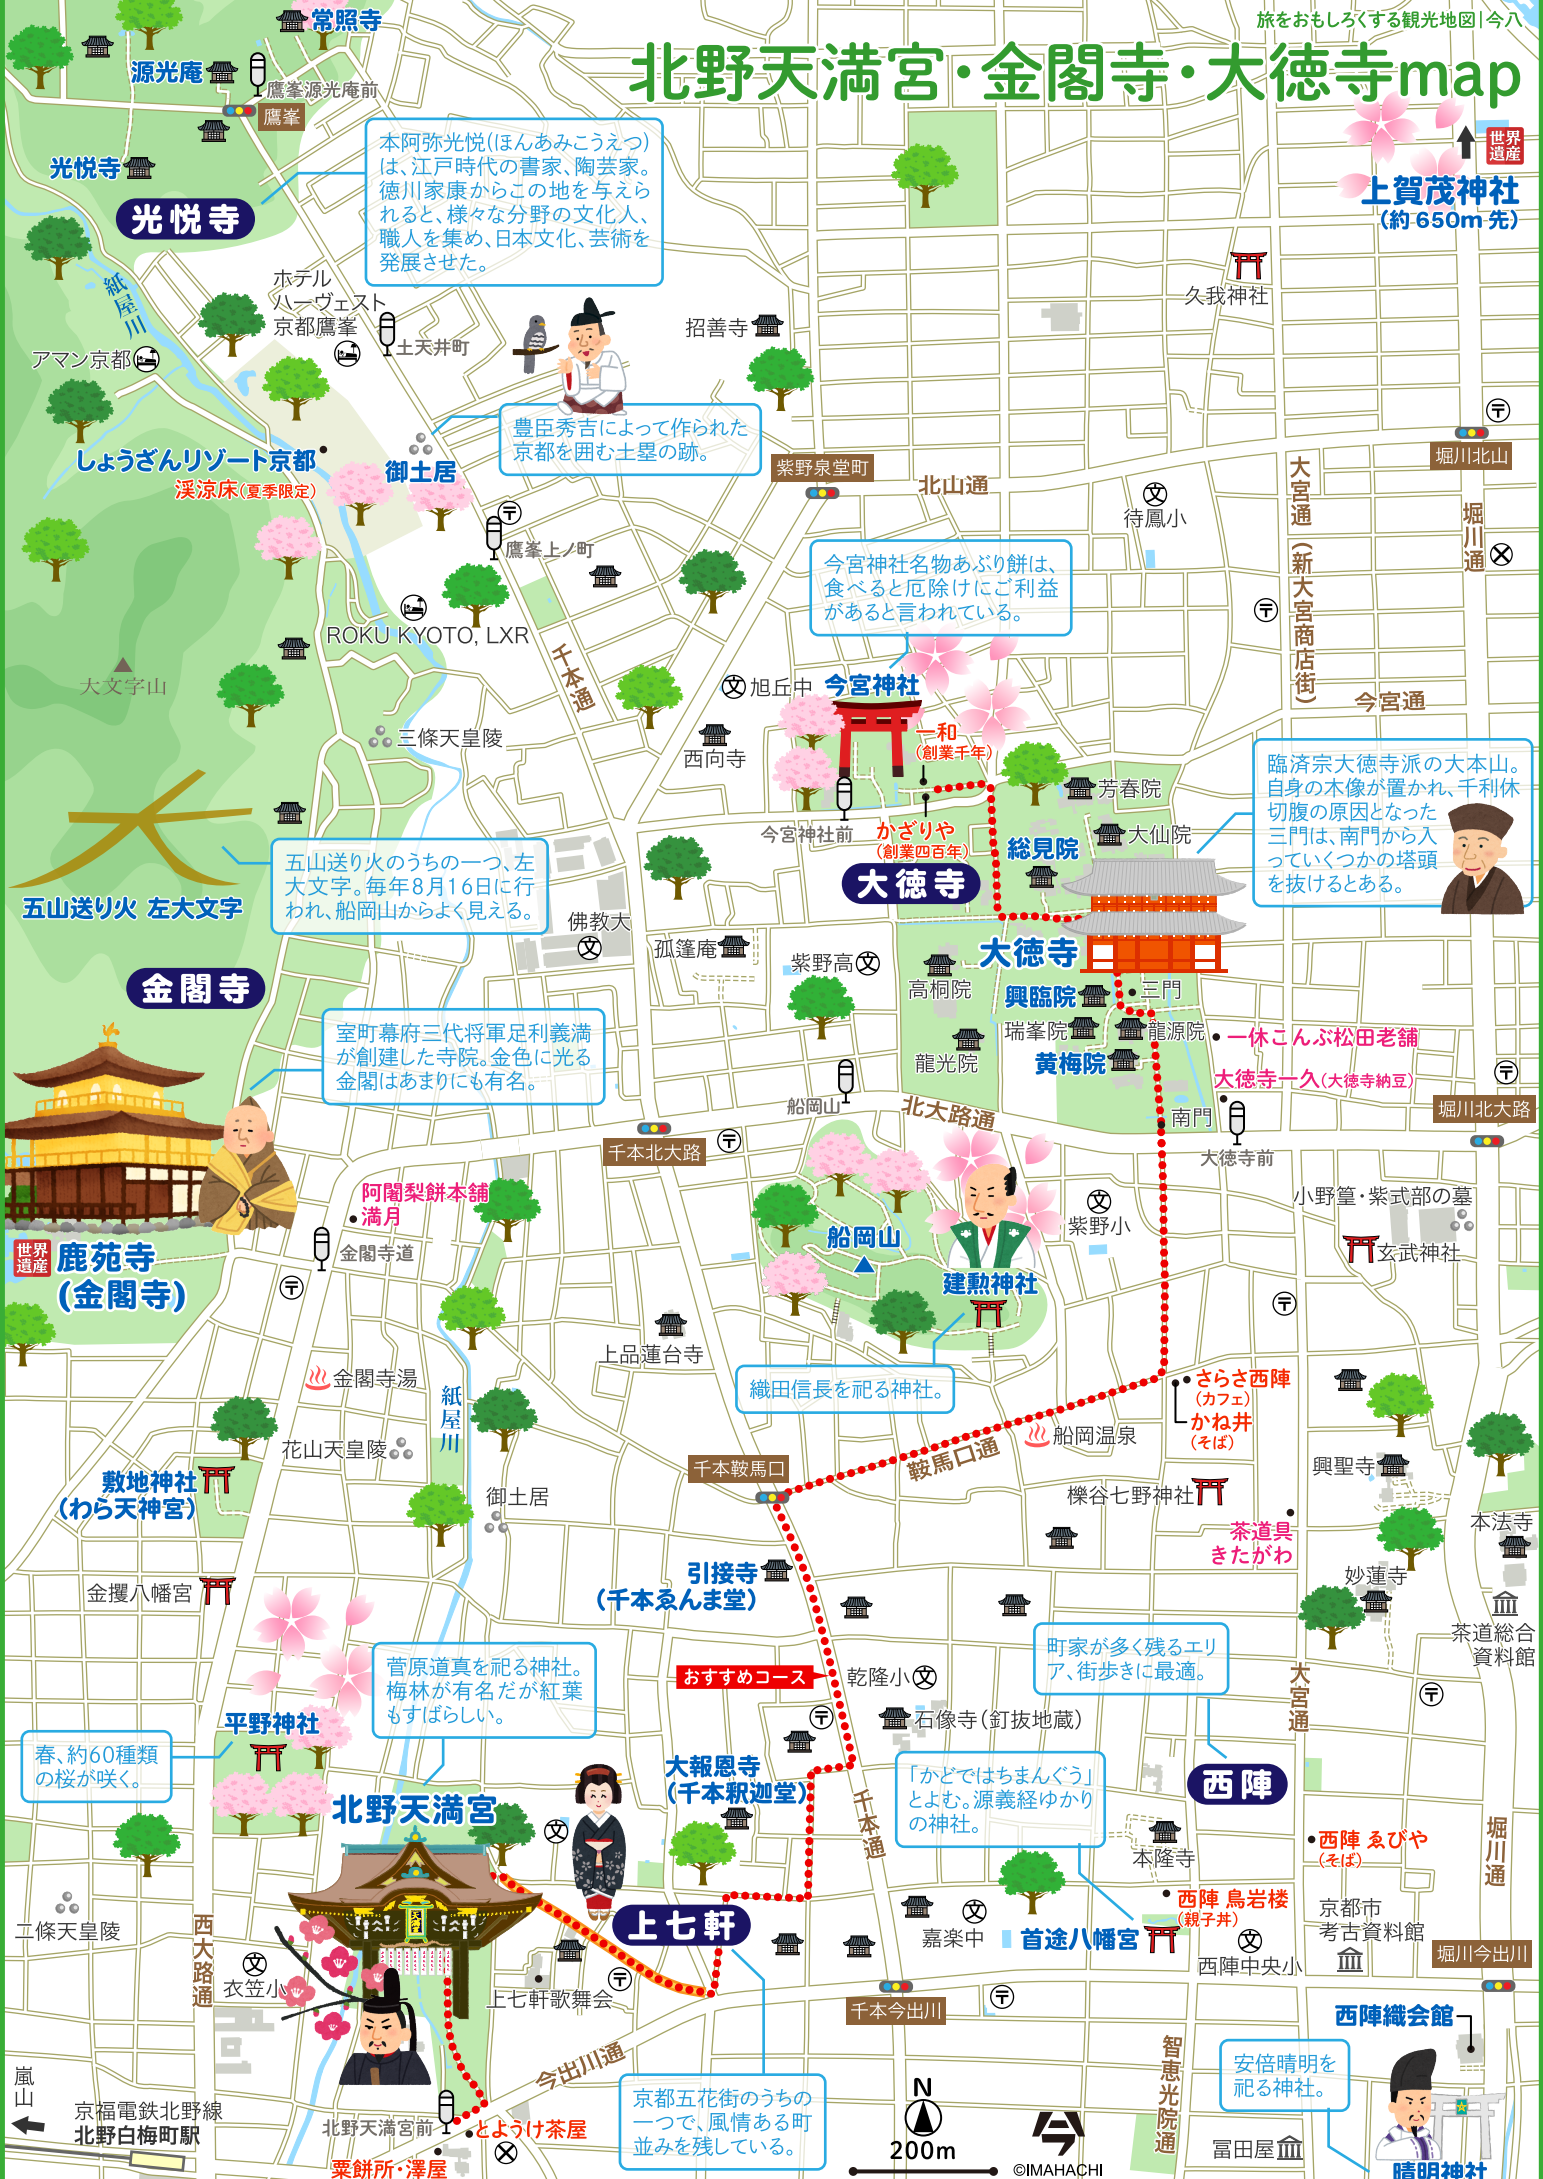 旅をおもしろくする観光地図|今八
北野天満宮・金閣寺・大徳寺map
常照寺
源光庵
鷹峯源光庵前
鷹峯
光悦寺
光悦寺
本阿弥光悦(ほんあみこうえつ)
は、江戸時代の書家、陶芸家。
徳川家康からこの地を与えら
れると、様々な分野の文化人、
職人を集め、日本文化、芸術を
発展させた。
世界
遺産
上賀茂神社
(約650m先)
久我神社
紙屋川
ホテル
ハーヴェスト
京都鷹峯
土天井町
アマン京都
招善寺
豊臣秀吉によって作られた
京都を囲む土塁の跡。
しょうざんリゾート京都
渓涼床(夏季限定)
御土居
紫野泉堂町
北山通
堀川北山
待鳳小
大宮通(新大宮商店街)
堀川通
鷹峯上ノ町
今宮神社名物あぶり餅は、
食べると厄除けにご利益
があると言われている。
ROKU KYOTO, LXR
千本通
大文字山
旭丘中
今宮神社
今宮通
三條天皇陵
西向寺
一和
(創業千年)
今宮神社前
かざりや
(創業四百年)
芳春院
大仙院
総見院
臨済宗大徳寺派の大本山。
自身の木像が置かれ、千利休
切腹の原因となった
三門は、南門から入
っていくつかの塔頭
を抜けるとある。
大徳寺
五山送り火のうちの一つ、左
大文字。毎年8月16日に行
われ、船岡山からよく見える。
五山送り火 左大文字
佛教大
孤篷庵
紫野高
大徳寺
高桐院
興臨院
三門
瑞峯院
龍源院
龍光院
黄梅院
一休こんぶ松田老舗
大徳寺一久(大徳寺納豆)
金閣寺
室町幕府三代将軍足利義満
が創建した寺院。金色に光る
金閣はあまりにも有名。
船岡山
北大路通
南門
大徳寺前
堀川北大路
千本北大路
阿闍梨餅本舗
満月
金閣寺道
世界
遺産
鹿苑寺
(金閣寺)
船岡山
建勲神社
紫野小
小野篁・紫式部の墓
玄武神社
上品蓮台寺
織田信長を祀る神社。
金閣寺湯
紙屋川
花山天皇陵
さらさ西陣
(カフェ)
かね井
(そば)
船岡温泉
鞍馬口通
千本鞍馬口
敷地神社
(わら天神宮)
御土居
櫟谷七野神社
興聖寺
茶道具
きたがわ
本法寺
妙蓮寺
茶道総合
資料館
金攫八幡宮
引接寺
(千本ゑんま堂)
町家が多く残るエリ
ア、街歩きに最適。
おすすめコース
乾隆小
大宮通
菅原道真を祀る神社。
梅林が有名だが紅葉
もすばらしい。
平野神社
春、約60種類
の桜が咲く。
石像寺(釘抜地蔵)
西陣
大報恩寺
(千本釈迦堂)
「かどではちまんぐう」
とよむ。源義経ゆかり
の神社。
北野天満宮
千本通
本隆寺
西陣 ゑびや
(そば)
堀川通
西陣 鳥岩楼
(親子丼)
京都市
考古資料館
上七軒
嘉楽中
首途八幡宮
西陣中央小
堀川今出川
二條天皇陵
西大路通
衣笠小
上七軒歌舞会
千本今出川
今出川通
西陣織会館
智恵光院通
安倍晴明を
祀る神社。
嵐山
京福電鉄北野線
北野白梅町駅
北野天満宮前
とようけ茶屋
粟餅所・澤屋
京都五花街のうちの
一つで、風情ある町
並みを残している。
N
200m
©IMAHACHI
冨田屋
晴明神社